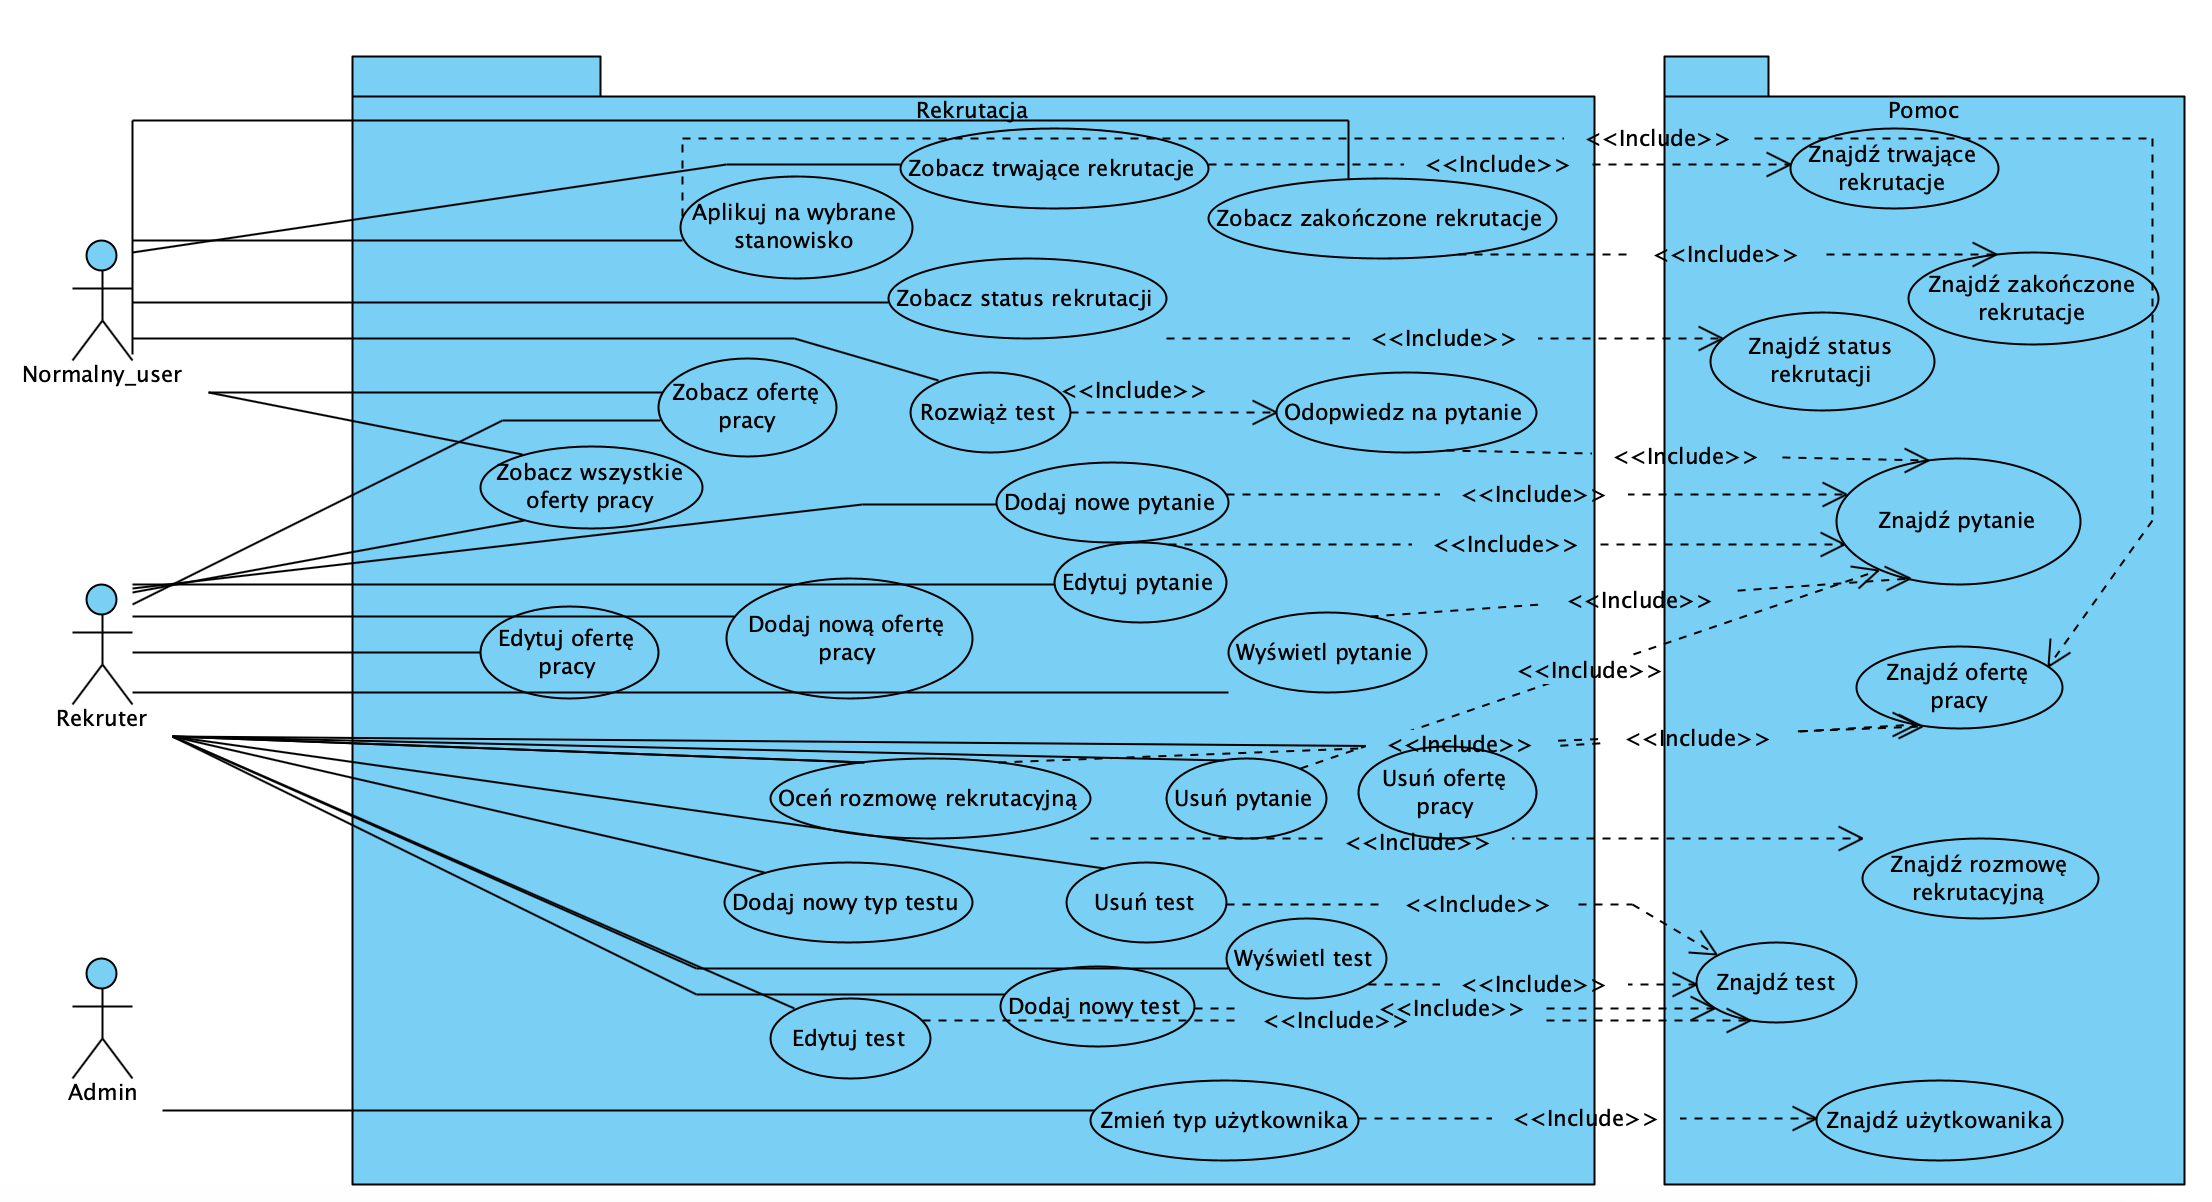 Rekrutacja
Pomoc
<<Include>>
Zobacz trwające rekrutacje
<<Include>>
Znajdź trwające
rekrutacje
Aplikuj na wybrane
stanowisko
Zobacz zakończone rekrutacje
<<Include>>
Znajdź zakończone
rekrutacje
Zobacz status rekrutacji
<<Include>>
Znajdź status
rekrutacji
Normalny_user
Zobacz ofertę
pracy
Rozwiąż test
<<Include>>
Odopwiedz na pytanie
<<Include>>
Zobacz wszystkie
oferty pracy
Dodaj nowe pytanie
<<Include>>
Znajdź pytanie
<<Include>>
Edytuj pytanie
<<Include>>
Edytuj ofertę
pracy
Dodaj nową ofertę
pracy
Wyświetl pytanie
<<Include>>
Znajdź ofertę
pracy
Rekruter
<<Include>>
<<Include>>
Oceń rozmowę rekrutacyjną
Usuń pytanie
Usuń ofertę
pracy
<<Include>>
Znajdź rozmowę
rekrutacyjną
Dodaj nowy typ testu
Usuń test
<<Include>>
Wyświetl test
<<Include>>
Znajdź test
Dodaj nowy test
<<Include>>
Edytuj test
<<Include>>
Admin
Zmień typ użytkownika
<<Include>>
Znajdź użytkowanika